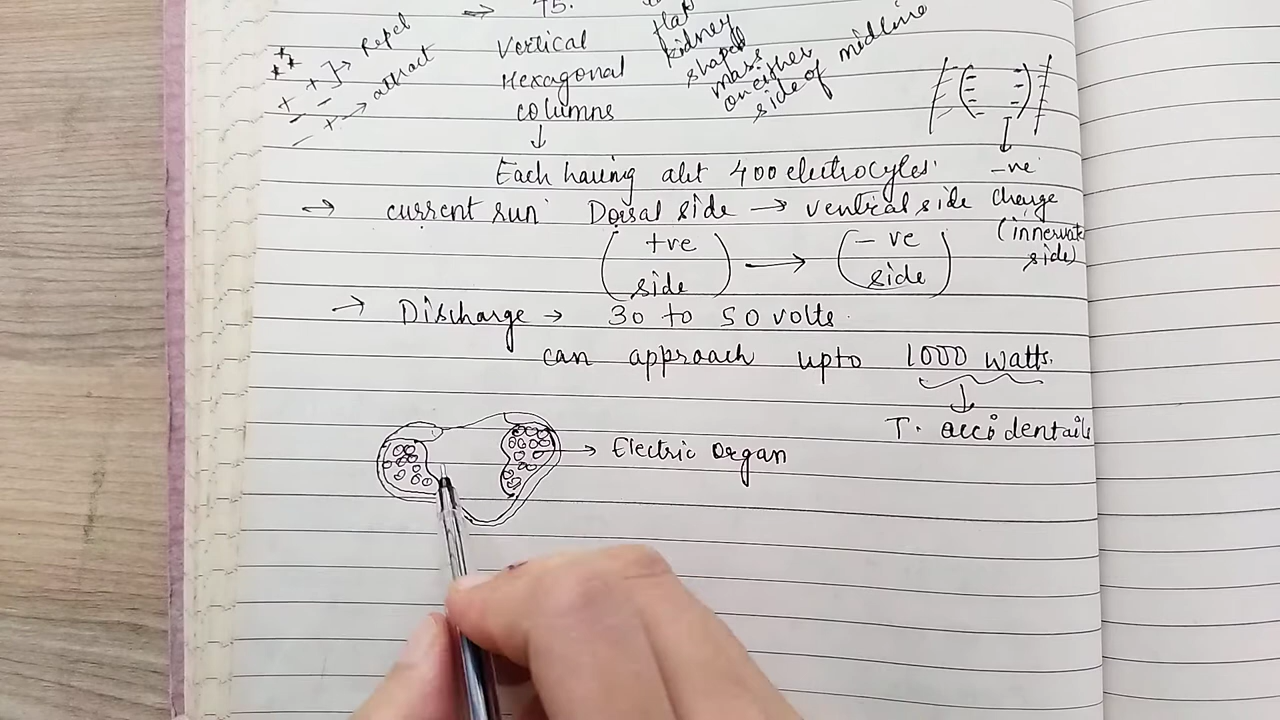 ⇒ 45.
Repel
attract
Vertical
Hexagonal
columns
flat
kidney
shaped
mass
on either
side of midline
Each having abt 400 electrocytes.
-ve
charge
(innervate
side)
→ current run Dorsal side → ventral side
+ve
side
→
-ve
side
→ Discharge → 30 to 50 volts.
can approach upto 1000 watts.
T. accidentails
→ Electric Organ